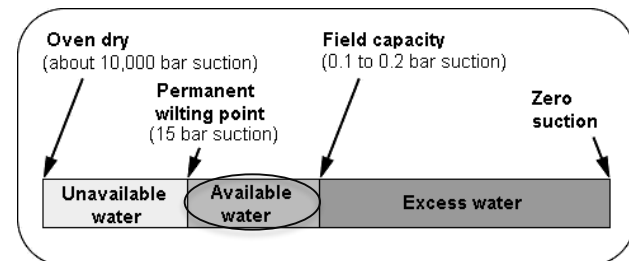 Oven dry
(about 10,000 bar suction)
Field capacity
(0.1 to 0.2 bar suction)
Permanent
wilting point
(15 bar suction)
Zero
suction
Unavailable
water
Available
water
Excess water